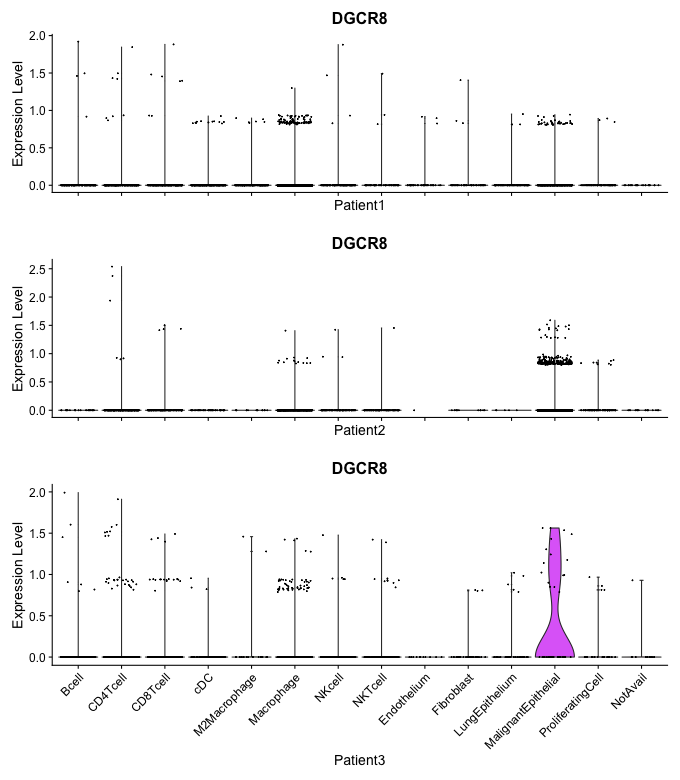 DGCR8
2.0
1.5
1.0
0.5
0.0
Expression Level
Patient1
DGCR8
2.5
2.0
1.5
1.0
0.5
0.0
Expression Level
Patient2
DGCR8
2.0
1.5
1.0
0.5
0.0
Expression Level
Bcell
CD4Tcell
CD8Tcell
cDC
M2Macrophage
Macrophage
NKcell
NKTcell
Endothelium
Fibroblast
LungEpithelium
MalignantEpithelial
ProliferatingCell
NotAvail
Patient3